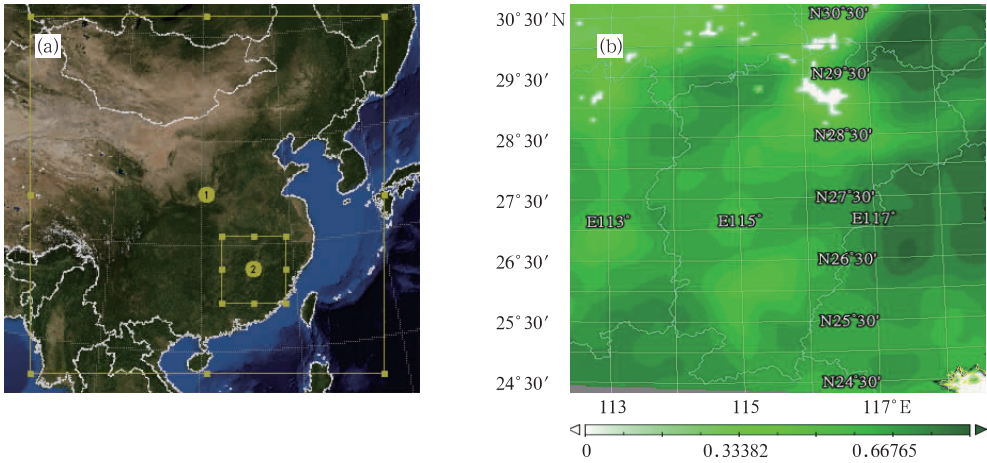 (a)
1
2
30°30′N
29°30′
28°30′
27°30′
26°30′
25°30′
24°30′
(b)
N30°30'
N29°30'
N28°30'
N27°30'
E113°
E115°
E117°
N26°30'
N25°30'
N24°30'
113
115
117°E
0
0.33382
0.66765